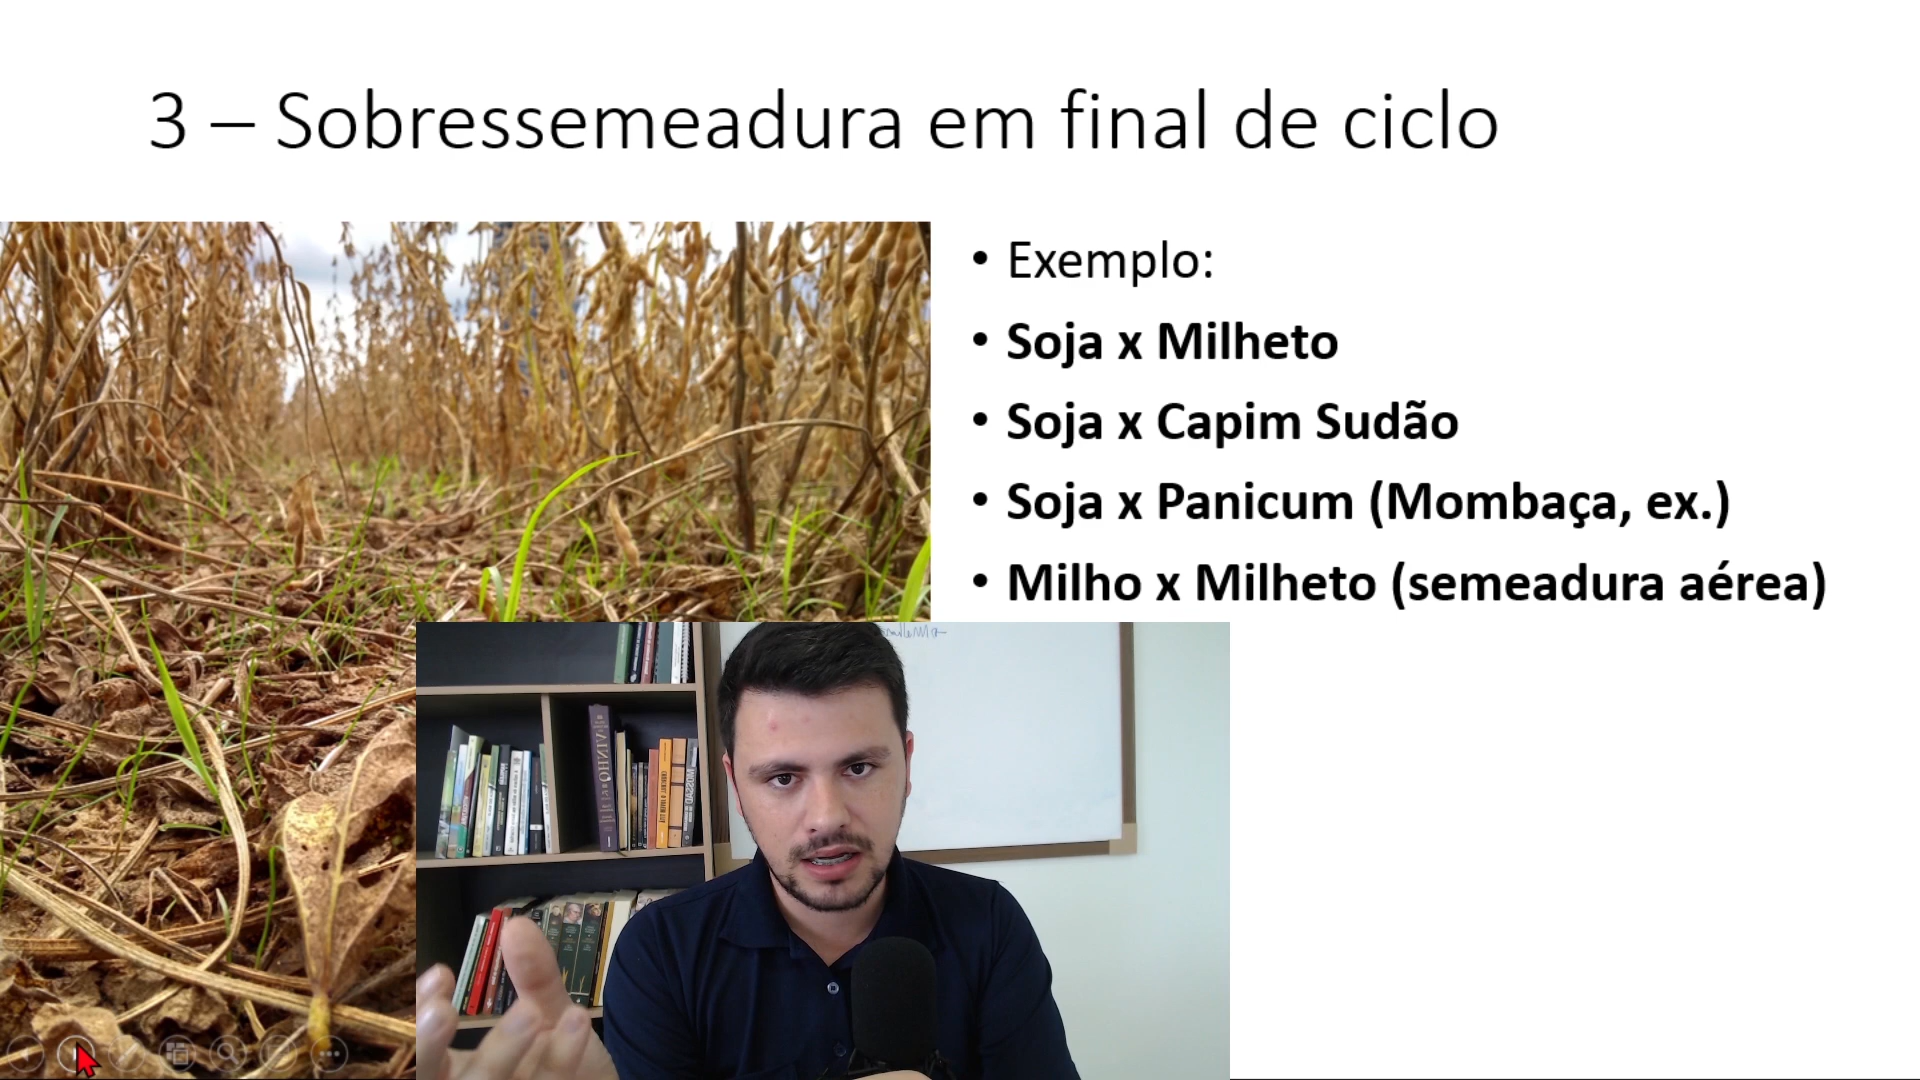 3 – Sobressemeadura em final de ciclo
• Exemplo:
• Soja x Milheto
• Soja x Capim Sudão
• Soja x Panicum (Mombaça, ex.)
• Milho x Milheto (semeadura aérea)